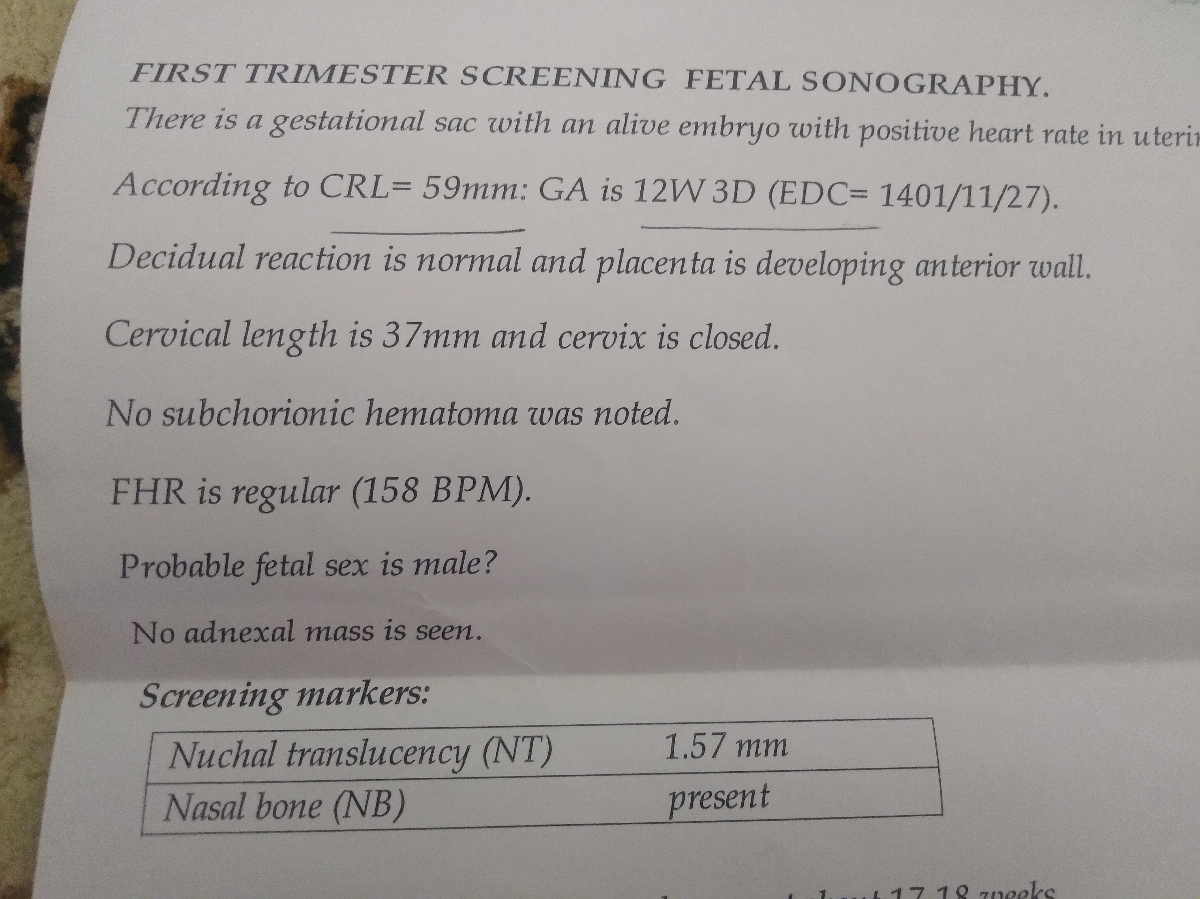 FIRST TRIMESTER SCREENING FETAL SONOGRAPHY.
There is a gestational sac with an alive embryo with positive heart rate in
According to CRL= 59mm: GA is 12W 3D (EDC= 1401/11/27).
Decidual reaction is normal and placenta is developing anterior wall.
Cervical length is 37mm and cervix is closed.
No subchorionic hematoma was noted.
FHR is regular (158 BPM).
Probable fetal sex is male?
No adnexal mass is seen.
Screening markers:
Nuchal translucency (NT) 1.57 mm
Nasal bone (NB) present
about 17-18 weeks